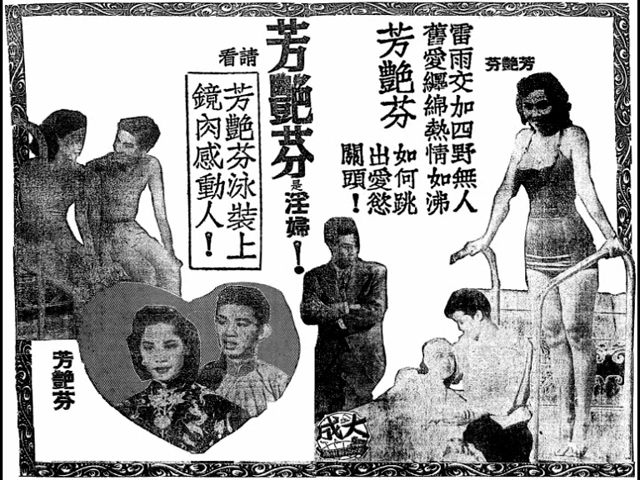 芳艷芬
雷雨交加四野無人
舊愛纏綿熱情如沸
芳艷芬
如何跳
出愛慾
關頭！
芳艷芬是淫婦！
請看
芳艷芬泳裝上
鏡肉感動人！
芳艷芬
大成